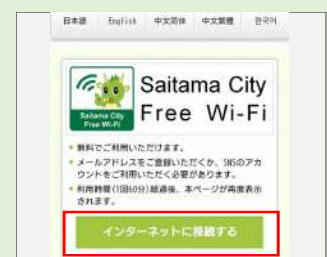 日本語 English 中文简体 中文繁體 한국어
Saitama City
Free Wi-Fi
Saitama City
Free Wi-Fi
無料でご利用いただけます。
メールアドレスをご登録いただくか、SNSのアカ
ウントをご利用いただく必要があります。
利用時間(1回60分)超過後、本ページが再度表示
されます。
インターネットに接続する